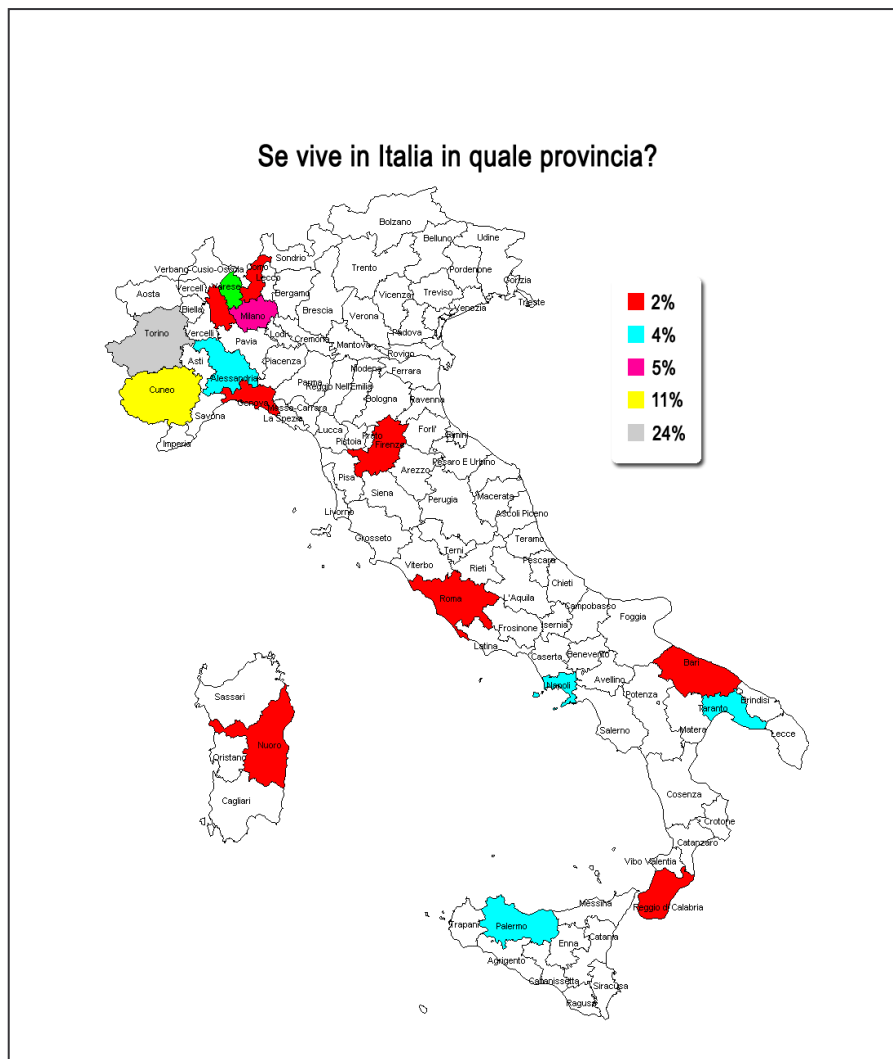 Se vive in Italia in quale provincia?
2%
4%
5%
11%
24%
Bolzano
Belluno
Udine
Sondrio
Verbano-Cusio-Ossola
Como
Lecco
Trento
Pordenone
Gorizia
Aosta
Vercelli
Varese
Bergamo
Vicenza
Treviso
Trieste
Biella
Milano
Brescia
Verona
Venezia
Torino
Vercelli
Pavia
Lodi
Cremona
Mantova
Padova
Rovigo
Asti
Piacenza
Alessandria
Parma
Reggio Nell'Emilia
Modena
Ferrara
Cuneo
Genova
Massa-Carrara
Bologna
Ravenna
Savona
La Spezia
Imperia
Lucca
Pistoia
Prato
Firenze
Forli'
Rimini
Pisa
Arezzo
Pesaro E Urbino
Livorno
Siena
Perugia
Macerata
Ascoli Piceno
Grosseto
Terni
Teramo
Viterbo
Rieti
Pescara
Chieti
Roma
L'Aquila
Campobasso
Foggia
Frosinone
Isernia
Latina
Caserta
Benevento
Bari
Napoli
Avellino
Potenza
Taranto
Brindisi
Salerno
Matera
Lecce
Sassari
Nuoro
Oristano
Cagliari
Cosenza
Crotone
Catanzaro
Vibo Valentia
Reggio di Calabria
Messina
Trapani
Palermo
Enna
Catania
Agrigento
Caltanissetta
Siracusa
Ragusa